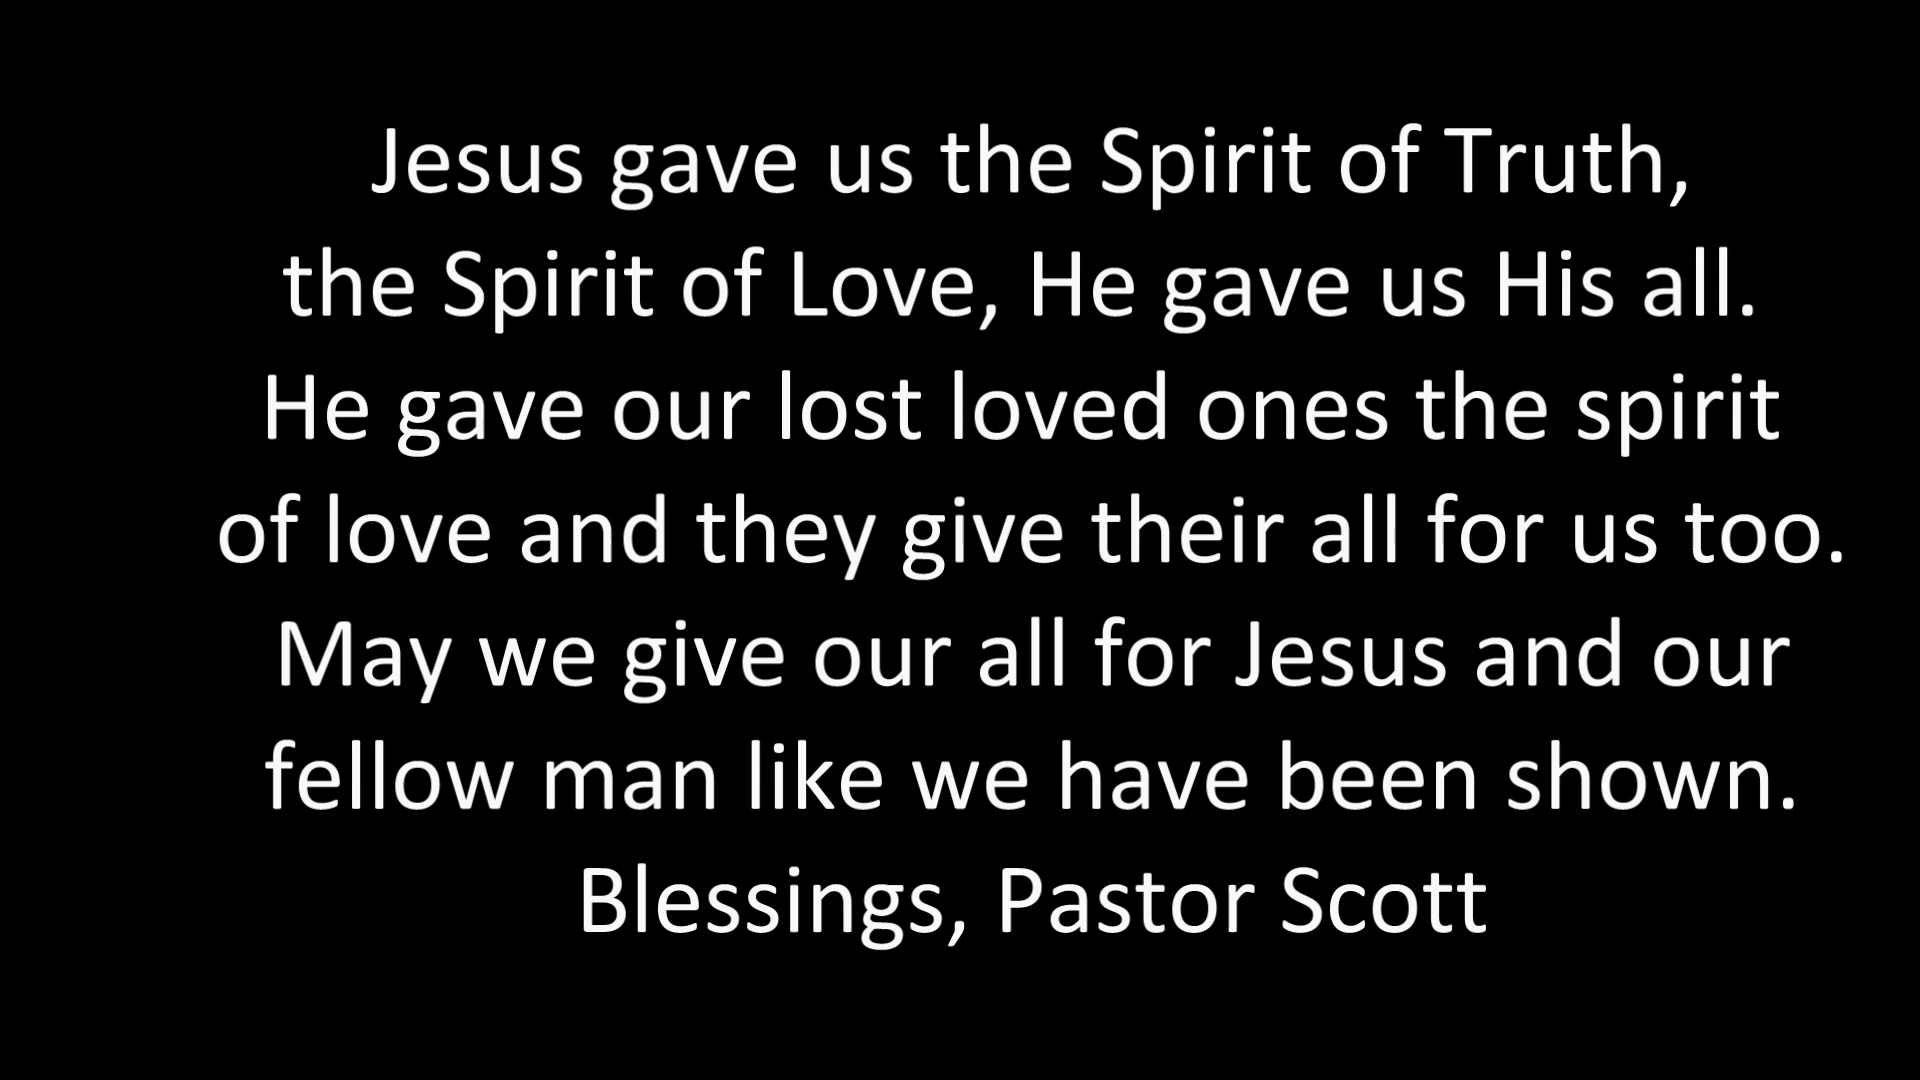 Jesus gave us the Spirit of Truth,
the Spirit of Love, He gave us His all.
He gave our lost loved ones the spirit
of love and they give their all for us too.
May we give our all for Jesus and our
fellow man like we have been shown.
Blessings, Pastor Scott